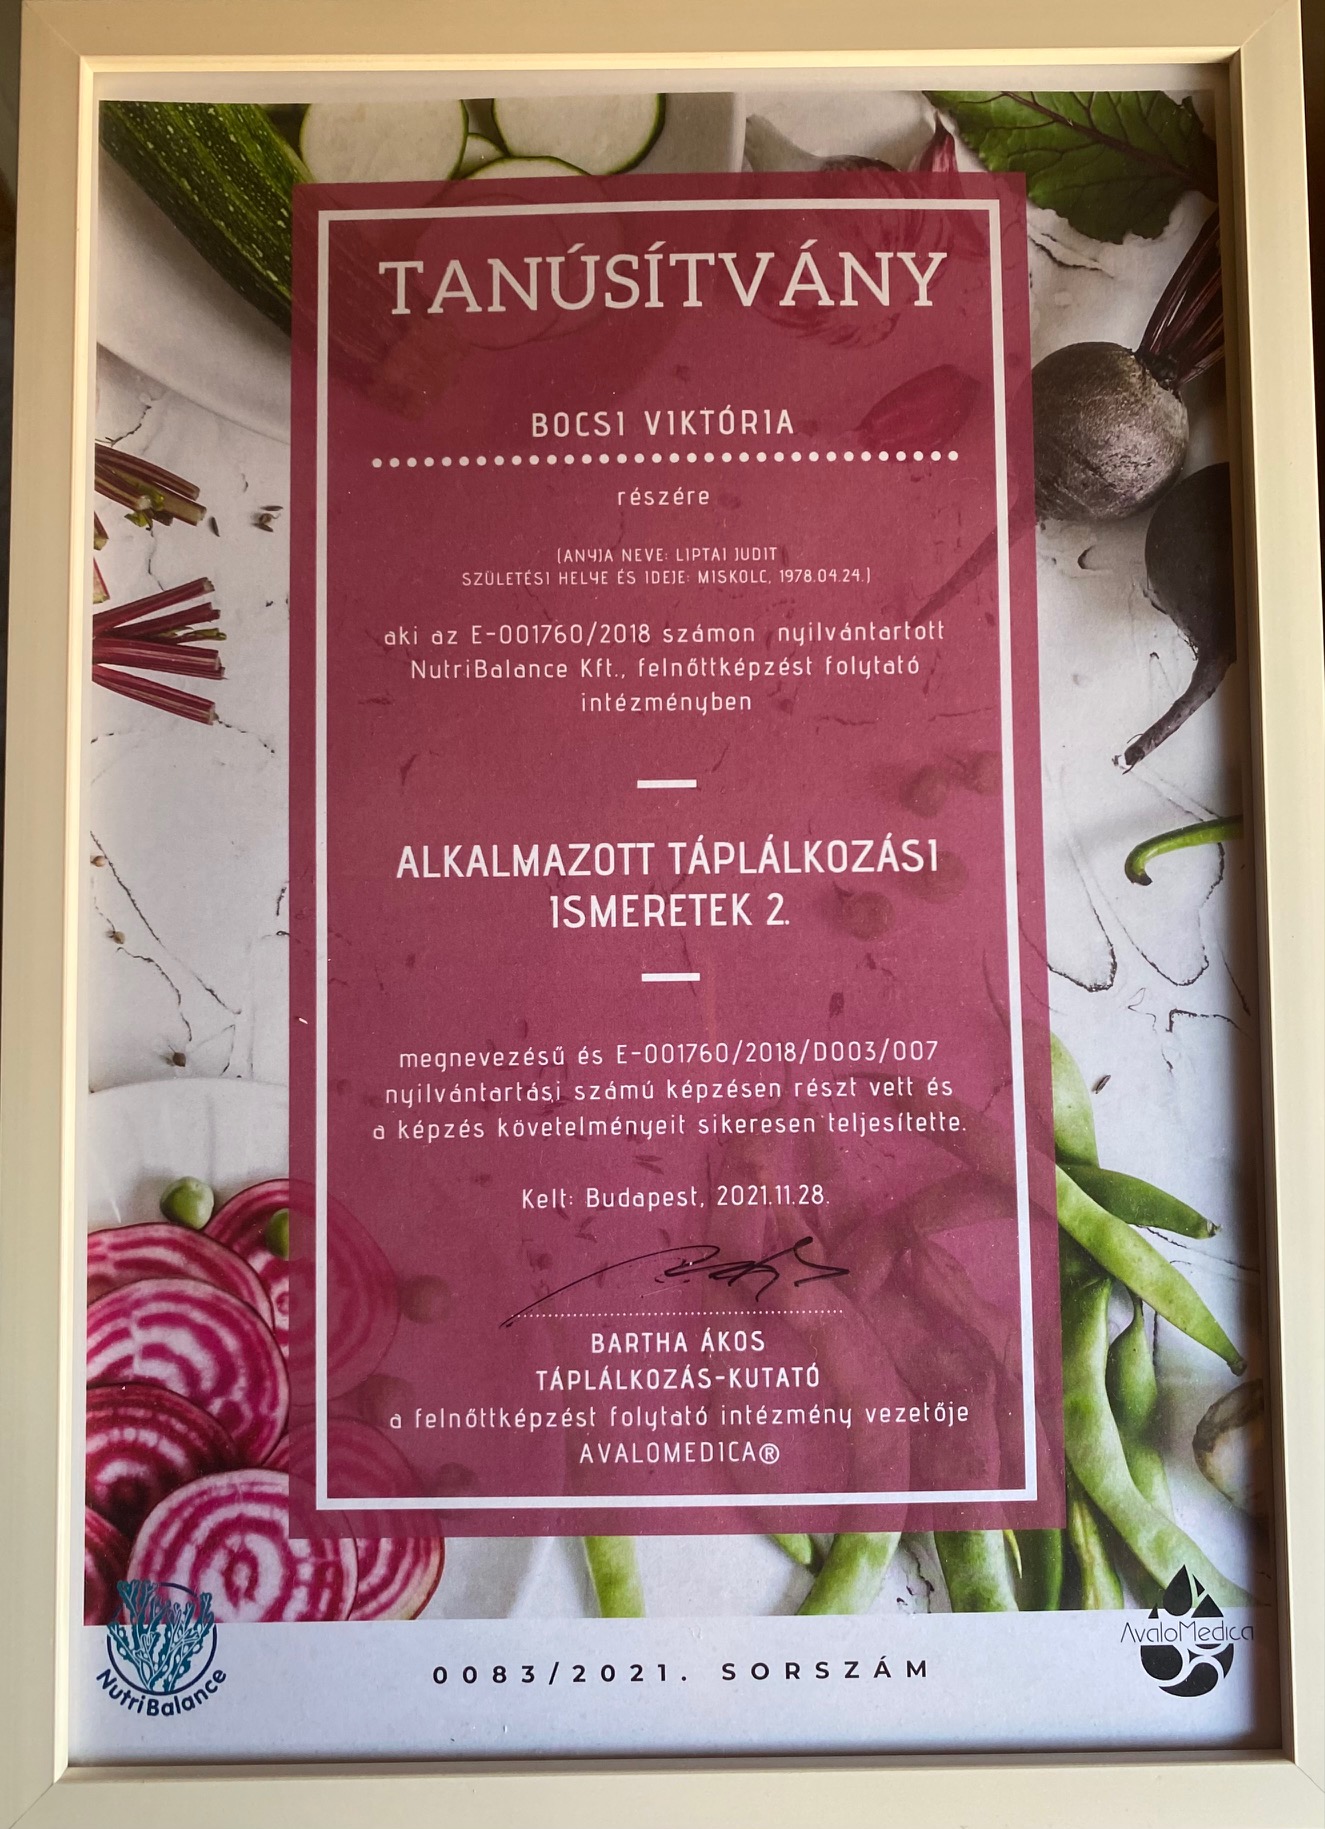 TANÚSÍTVÁNY
BOCSI VIKTÓRIA
részére
(ANYJA NEVE: LIPTAI JUDIT
SZÜLETÉSI HELYE ÉS IDEJE: MISKOLC, 1978.04.24.)
aki az E-001760/2018 számon nyilvántartott
NutriBalance Kft., felnőttképzést folytató
intézményben
ALKALMAZOTT TÁPLÁLKOZÁSI
ISMERETEK 2.
megnevezésű és E-001760/2018/D003/007
nyilvántartási számú képzésen részt vett és
a képzés követelményeit sikeresen teljesítette.
Kelt: Budapest, 2021.11.28.
BARTHA ÁKOS
TÁPLÁLKOZÁS-KUTATÓ
a felnőttképzést folytató intézmény vezetője
AVALOMEDICA®
NutriBalance
0083/2021. SORSZÁM
AvaloMedica